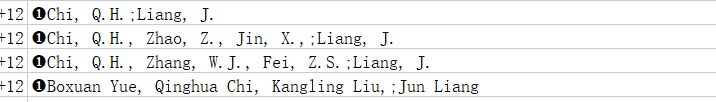 +12 ❶Chi, Q.H.;Liang, J.
+12 ❶Chi, Q.H., Zhao, Z., Jin, X.,;Liang, J.
+12 ❶Chi, Q.H., Zhang, W.J., Fei, Z.S.;Liang, J.
+12 ❶Boxuan Yue, Qinghua Chi, Kangling Liu,;Jun Liang